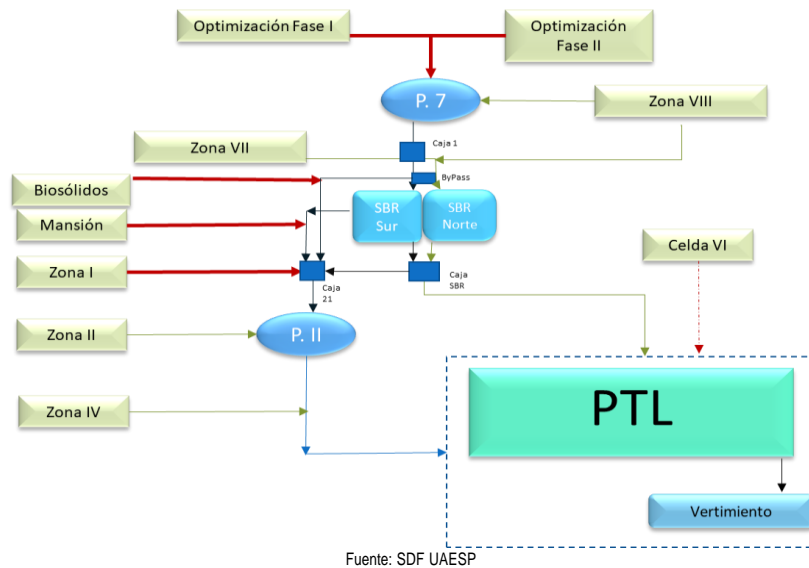 Optimización Fase I
Optimización
Fase II
P. 7
Zona VIII
Zona VII
Caja 1
ByPass
Biosólidos
Mansión
SBR
Sur
SBR
Norte
Zona I
Caja
21
Caja
SBR
Celda VI
Zona II
P. II
Zona IV
PTL
Vertimiento
Fuente: SDF UAESP